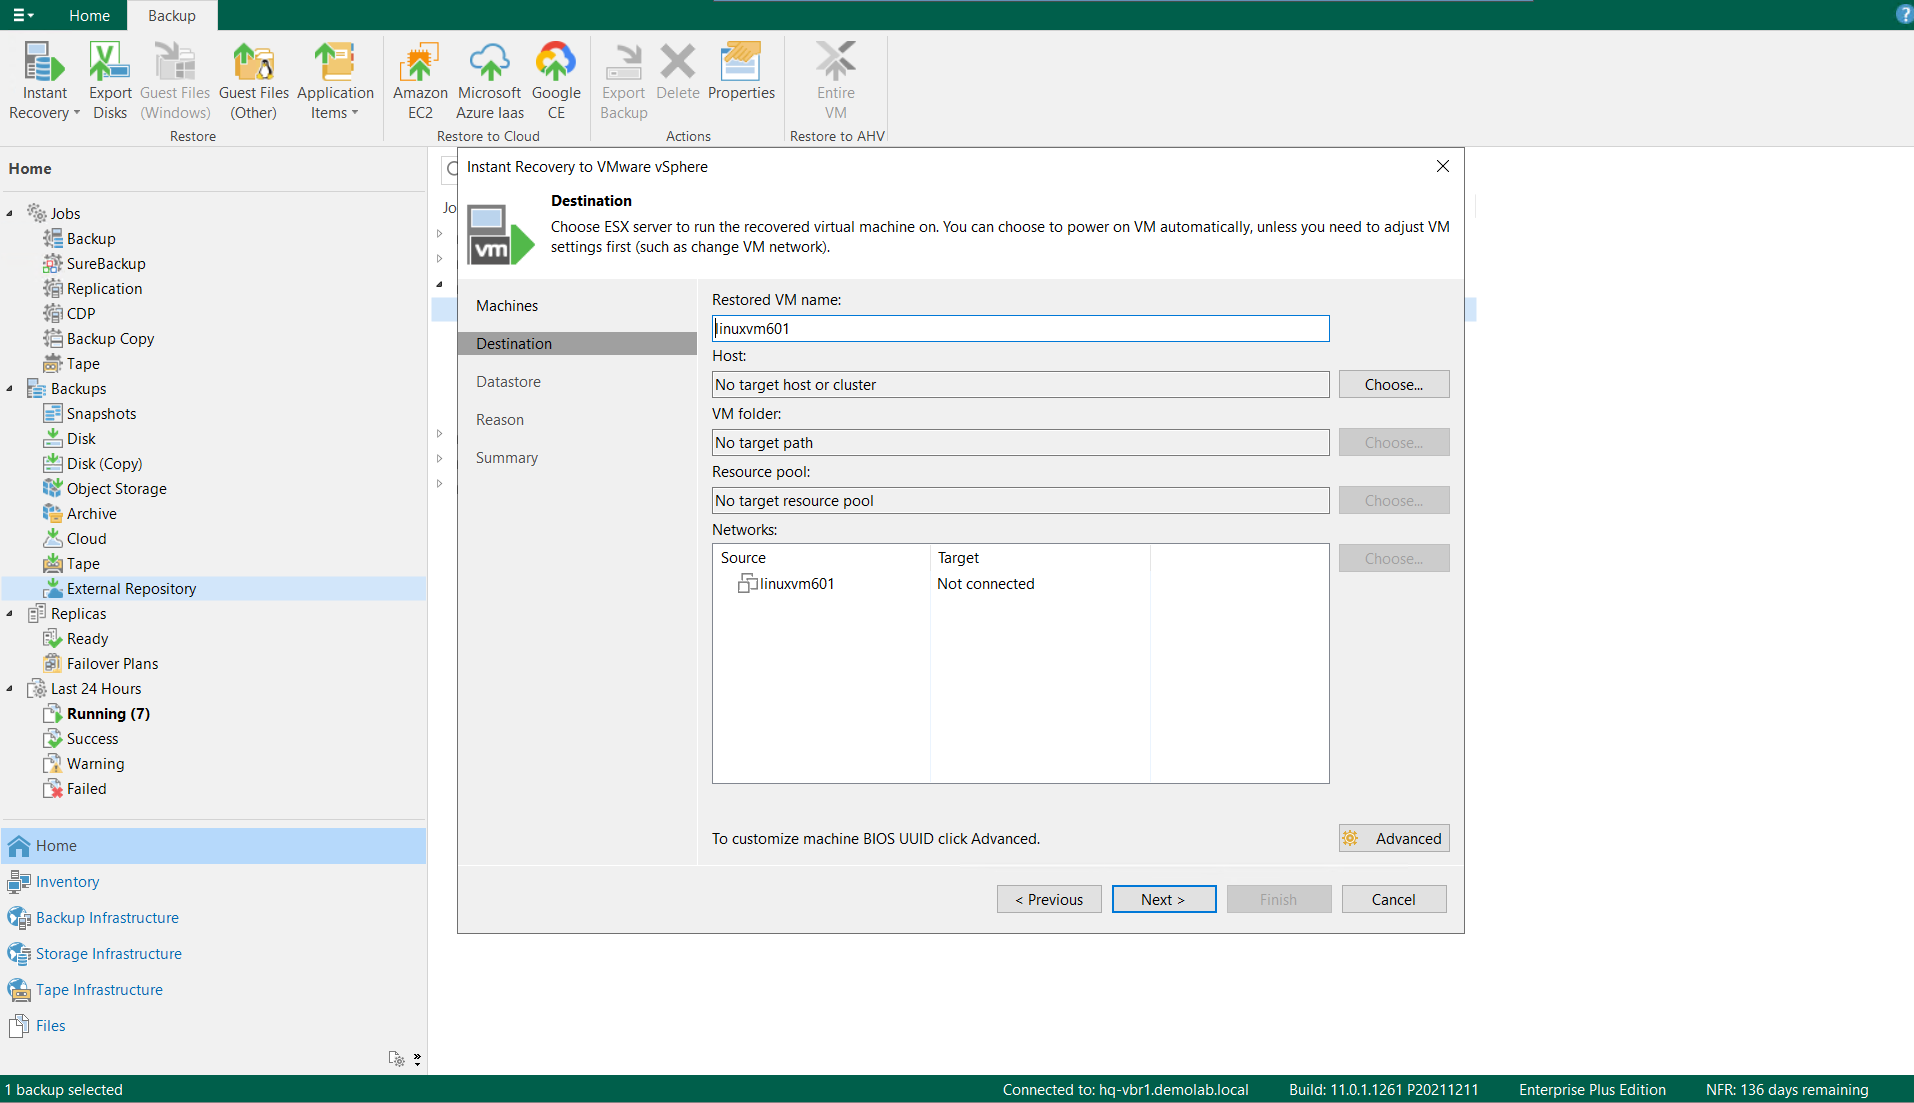 Home
Backup
?
Instant
Recovery
Export
Disks
Guest Files
(Windows)
Guest Files
(Other)
Application
Items
Restore
Amazon
EC2
Microsoft
Azure Iaas
Google
CE
Restore to Cloud
Export
Backup
Delete
Properties
Actions
Entire
VM
Restore to AHV
Home
Jobs
Backup
SureBackup
Replication
CDP
Backup Copy
Tape
Backups
Snapshots
Disk
Disk (Copy)
Object Storage
Archive
Cloud
Tape
External Repository
Replicas
Ready
Failover Plans
Last 24 Hours
Running (7)
Success
Warning
Failed
Home
Inventory
Backup Infrastructure
Storage Infrastructure
Tape Infrastructure
Files
Jo
Instant Recovery to VMware vSphere
vm
Destination
Choose ESX server to run the recovered virtual machine on. You can choose to power on VM automatically, unless you need to adjust VM
settings first (such as change VM network).
Machines
Destination
Datastore
Reason
Summary
Restored VM name:
linuxvm601
Host:
No target host or cluster
Choose...
VM folder:
No target path
Choose...
Resource pool:
No target resource pool
Choose...
Networks:
Source Target
linuxvm601 Not connected
Choose...
To customize machine BIOS UUID click Advanced.
Advanced
< Previous
Next >
Finish
Cancel
1 backup selected
Connected to: hq-vbr1.demolab.local
Build: 11.0.1.1261 P20211211
Enterprise Plus Edition
NFR: 136 days remaining